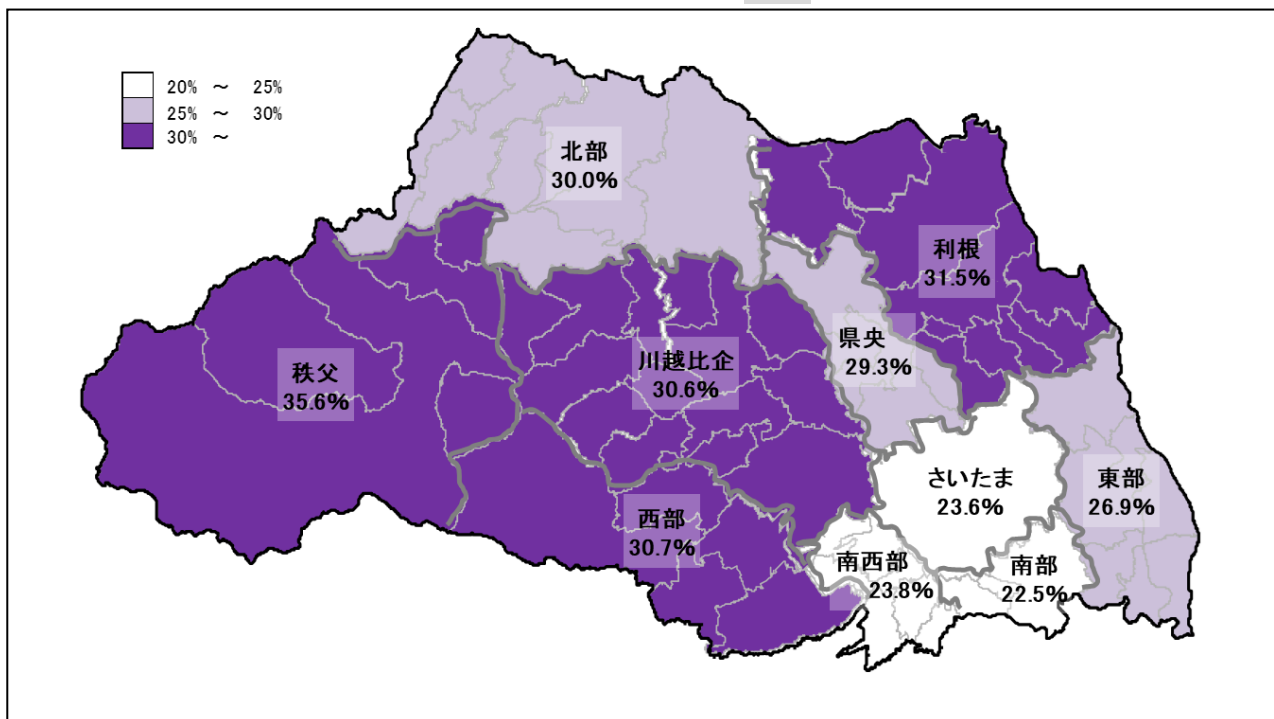 20% ～ 25%
25% ～ 30%
30% ～
北部
30.0%
利根
31.5%
県央
29.3%
川越比企
30.6%
秩父
35.6%
さいたま
23.6%
東部
26.9%
西部
30.7%
南西部
23.8%
南部
22.5%